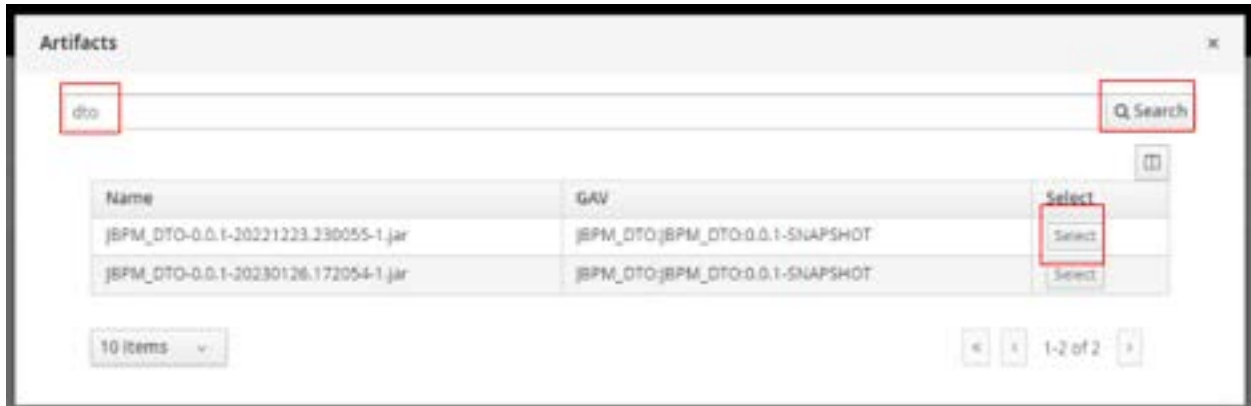 Artifacts ×
dto Search
Name GAV Select
JBPM_DTO-0.0.1-20221223.230055-1.jar JBPM_DTO:JBPM_DTO:0.0.1-SNAPSHOT Select
JBPM_DTO-0.0.1-20230126.172054-1.jar JBPM_DTO:JBPM_DTO:0.0.1-SNAPSHOT Select
10 Items « ‹ 1-2 of 2 ›